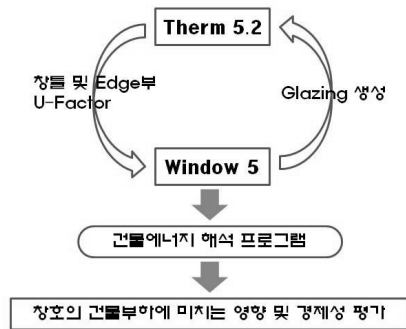 Therm 5.2
창틀 및 Edge부
U-Factor
Glazing 생성
Window 5
건물에너지 해석 프로그램
창호의 건물부하에 미치는 영향 및 경제성 평가